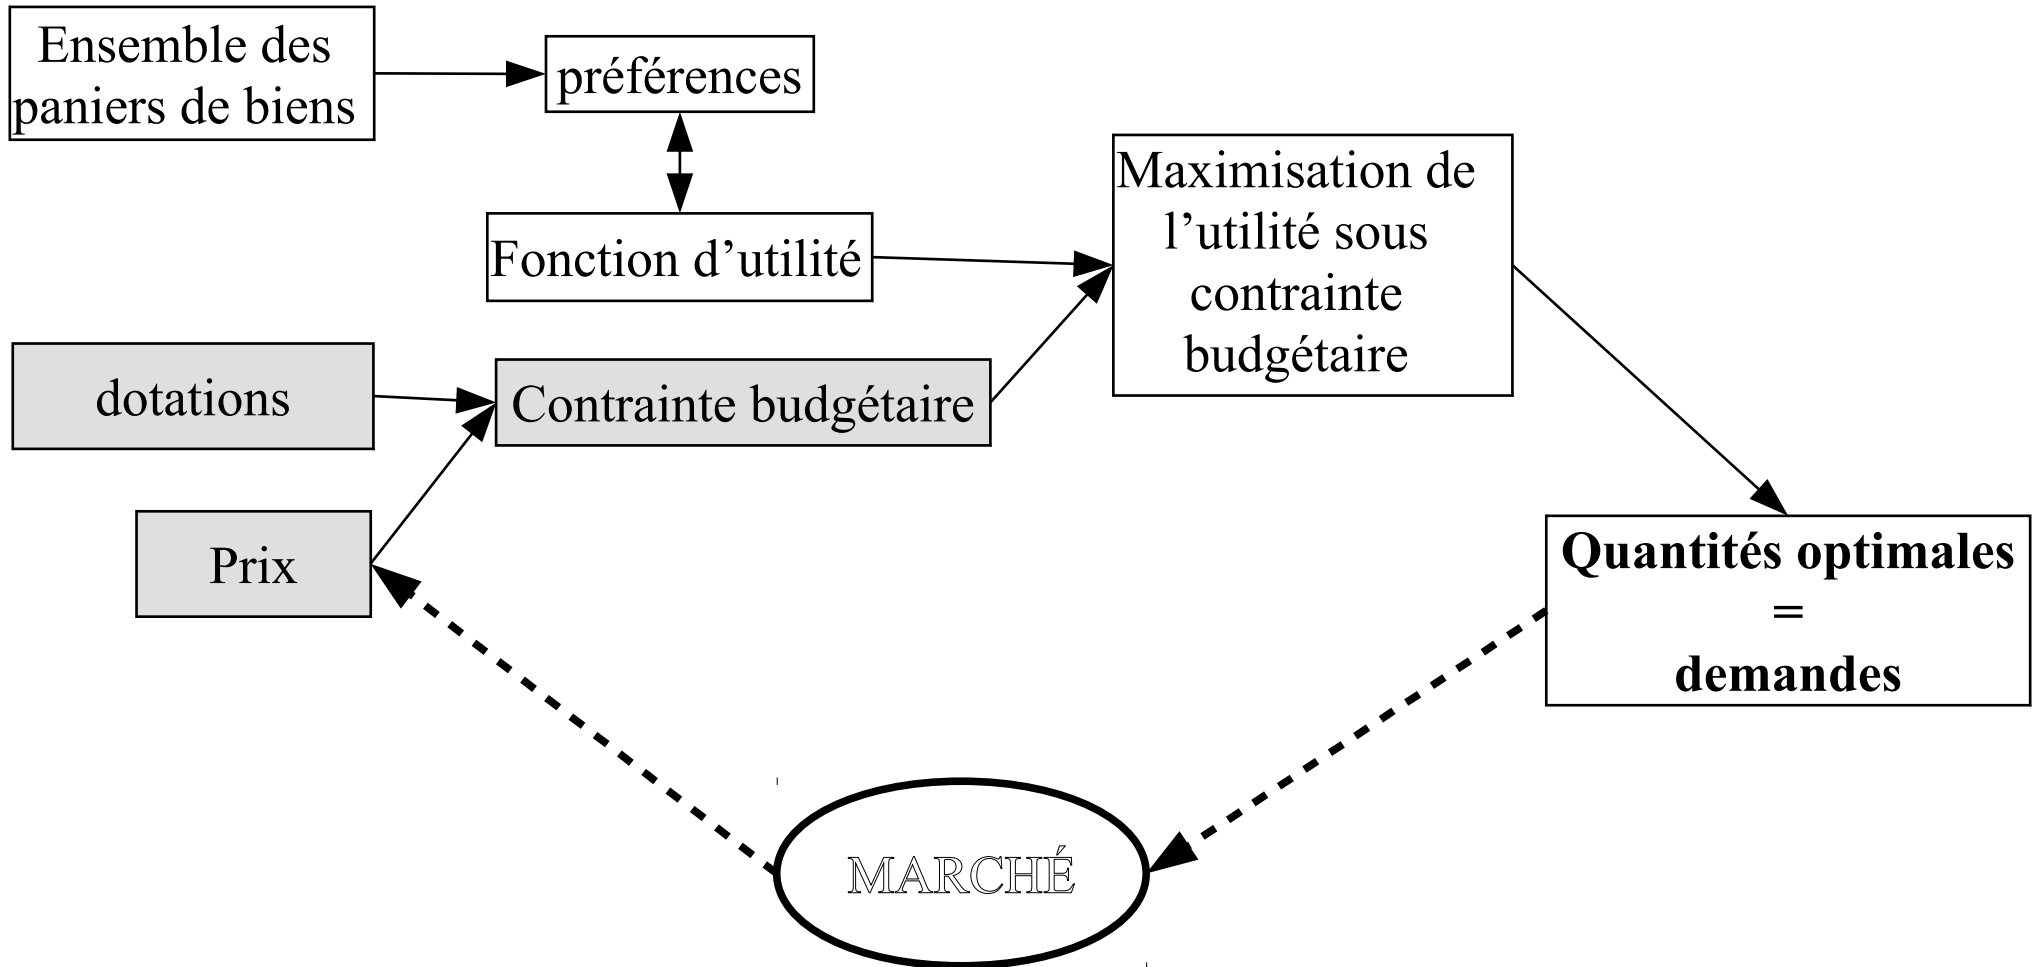 Ensemble des
paniers de biens
préférences
Fonction d’utilité
Maximisation de
l’utilité sous
contrainte
budgétaire
dotations
Contrainte budgétaire
Prix
Quantités optimales
=
demandes
MARCHÉ